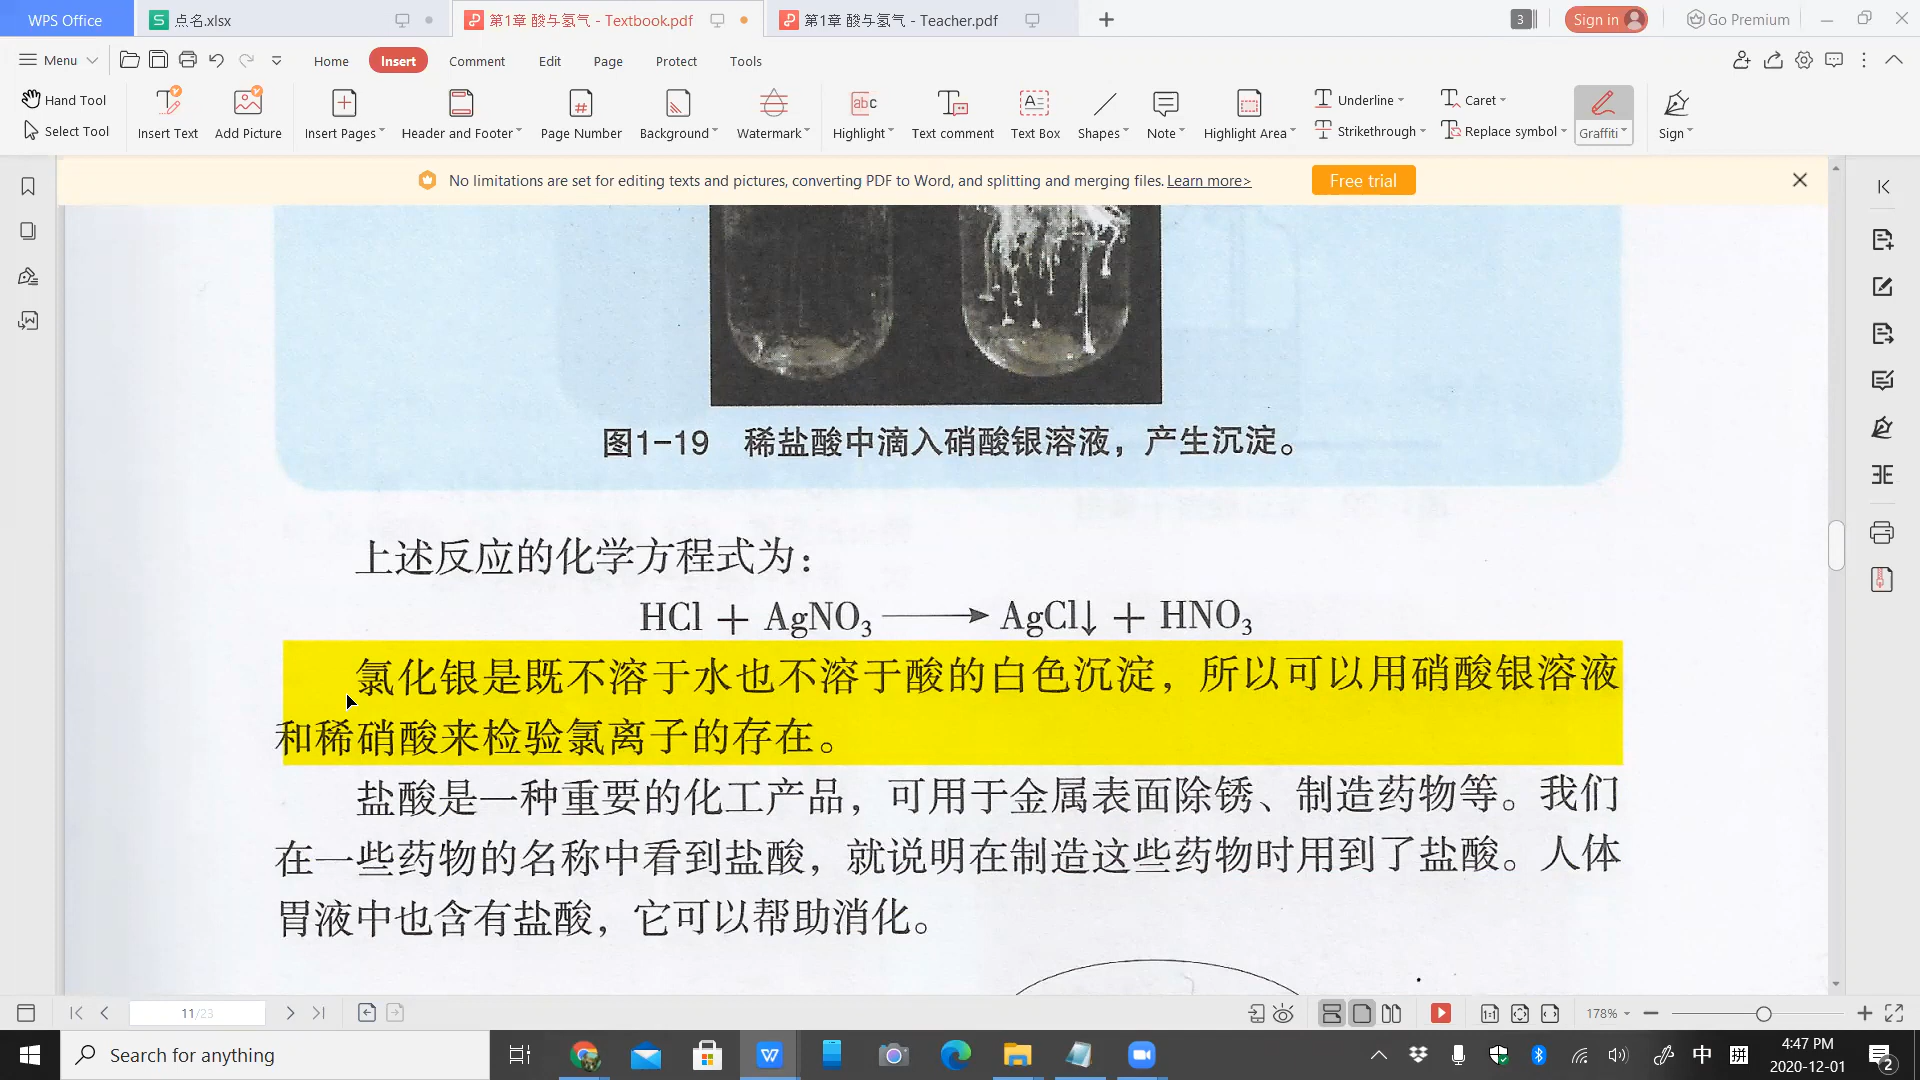 WPS Office
点名.xlsx
第1章 酸与氢气 - Textbook.pdf
第1章 酸与氢气 - Teacher.pdf
3
Sign in
Go Premium
Menu
Home
Insert
Comment
Edit
Page
Protect
Tools
Hand Tool
Select Tool
Insert Text
Add Picture
Insert Pages
Header and Footer
Page Number
Background
Watermark
Highlight
Text comment
Text Box
Shapes
Note
Highlight Area
Underline
Strikethrough
Caret
Replace symbol
Graffiti
Sign
No limitations are set for editing texts and pictures, converting PDF to Word, and splitting and merging files. Learn more>
Free trial
图1-19 稀盐酸中滴入硝酸银溶液，产生沉淀。
上述反应的化学方程式为：
HCl + AgNO₃ ⟶ AgCl↓ + HNO₃
氯化银是既不溶于水也不溶于酸的白色沉淀，所以可以用硝酸银溶液
和稀硝酸来检验氯离子的存在。
盐酸是一种重要的化工产品，可用于金属表面除锈、制造药物等。我们
在一些药物的名称中看到盐酸，就说明在制造这些药物时用到了盐酸。人体
胃液中也含有盐酸，它可以帮助消化。
11/23
178%
Search for anything
中
拼
4:47 PM
2020-12-01
2